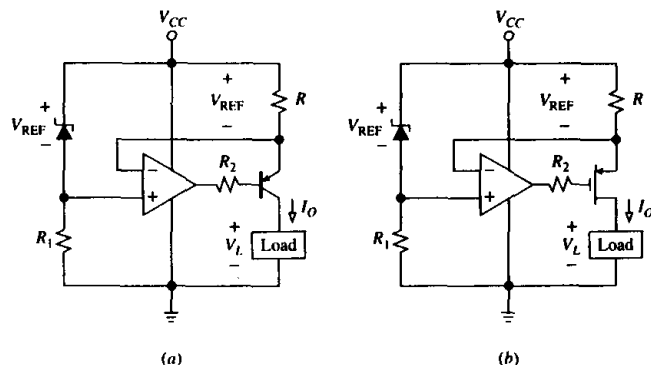 V_CC
+
V_REF
−
+
V_REF
−
R
−
+
R_2
R_1
I_O
+
V_L
−
Load
(a)
V_CC
+
V_REF
−
+
V_REF
−
R
−
+
R_2
R_1
I_O
+
V_L
−
Load
(b)